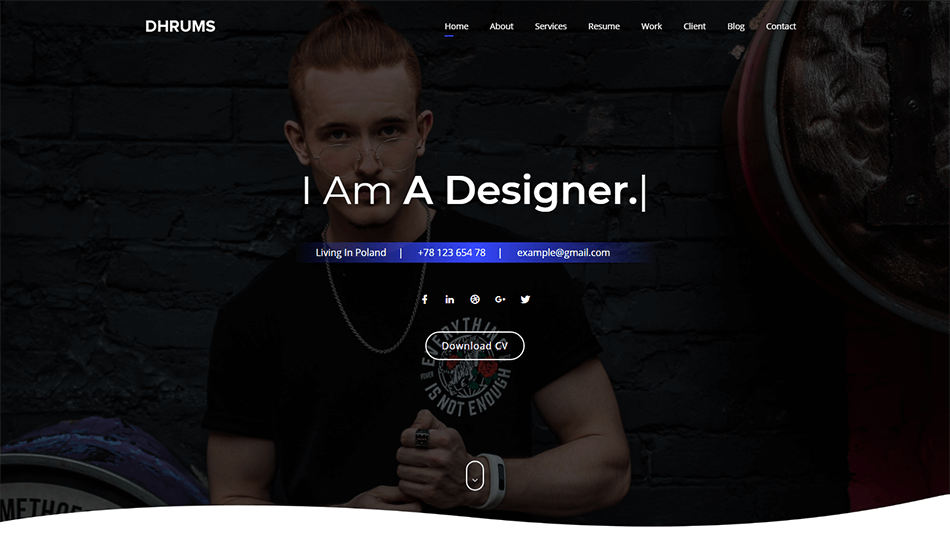 DHRUMS
Home About Services Resume Work Client Blog Contact
I Am A Designer.|
Living In Poland | +78 123 654 78 | example@gmail.com
Download CV
EVERYTHING
IS NOT ENOUGH
METHOD